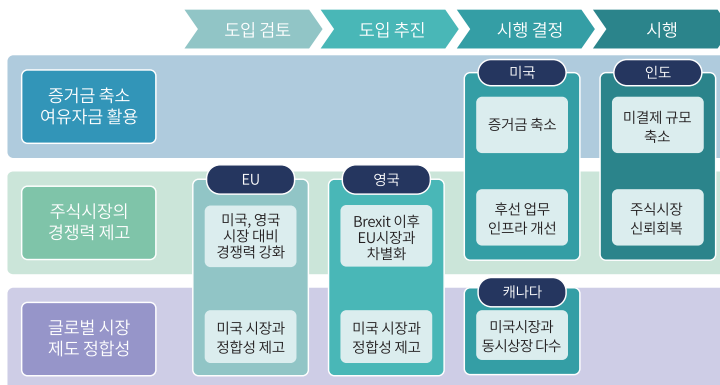 도입 검토
도입 추진
시행 결정
시행
증거금 축소
여유자금 활용
미국
증거금 축소
인도
미결제 규모
축소
주식시장의
경쟁력 제고
EU
미국, 영국
시장 대비
경쟁력 강화
영국
Brexit 이후
EU시장과
차별화
후선 업무
인프라 개선
주식시장
신뢰회복
글로벌 시장
제도 정합성
미국 시장과
정합성 제고
미국 시장과
정합성 제고
캐나다
미국시장과
동시상장 다수